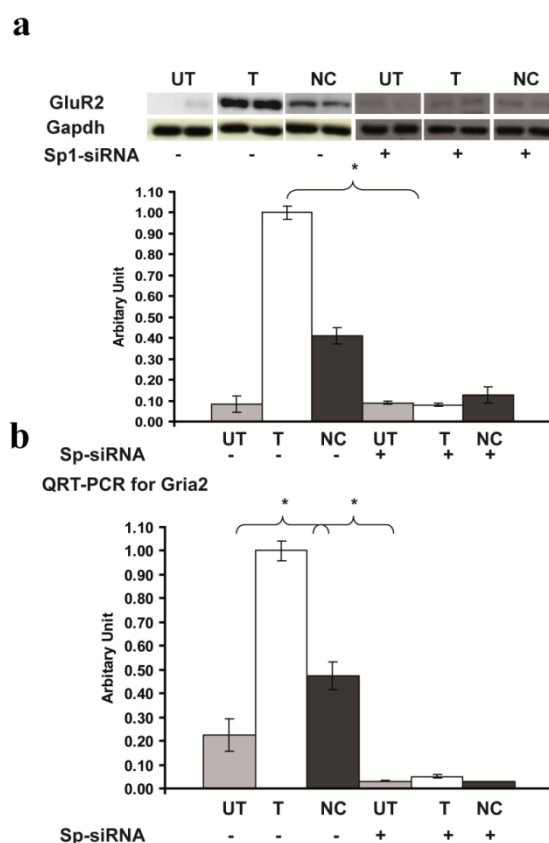 a
UT T NC UT T NC
GluR2
Gapdh
Sp1-siRNA - - - + + +
*
1.10
1.00
0.90
0.80
0.70
0.60
0.50
0.40
0.30
0.20
0.10
0.00
Arbitary Unit
UT T NC UT T NC
b
Sp-siRNA - - - + + +
QRT-PCR for Gria2
* *
1.10
1.00
0.90
0.80
0.70
0.60
0.50
0.40
0.30
0.20
0.10
0.00
Arbitary Unit
UT T NC UT T NC
Sp-siRNA - - - + + +